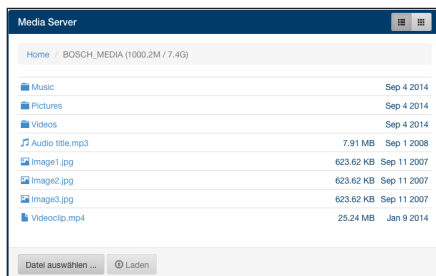 Media Server
Home / BOSCH_MEDIA (1000.2M / 7.4G)
Music Sep 4 2014
Pictures Sep 4 2014
Videos Sep 4 2014
Audio title.mp3 7.91 MB Sep 1 2008
Image1.jpg 623.62 KB Sep 11 2007
Image2.jpg 623.62 KB Sep 11 2007
Image3.jpg 623.62 KB Sep 11 2007
Videoclip.mp4 25.24 MB Jan 9 2014
Datei auswählen ... Laden